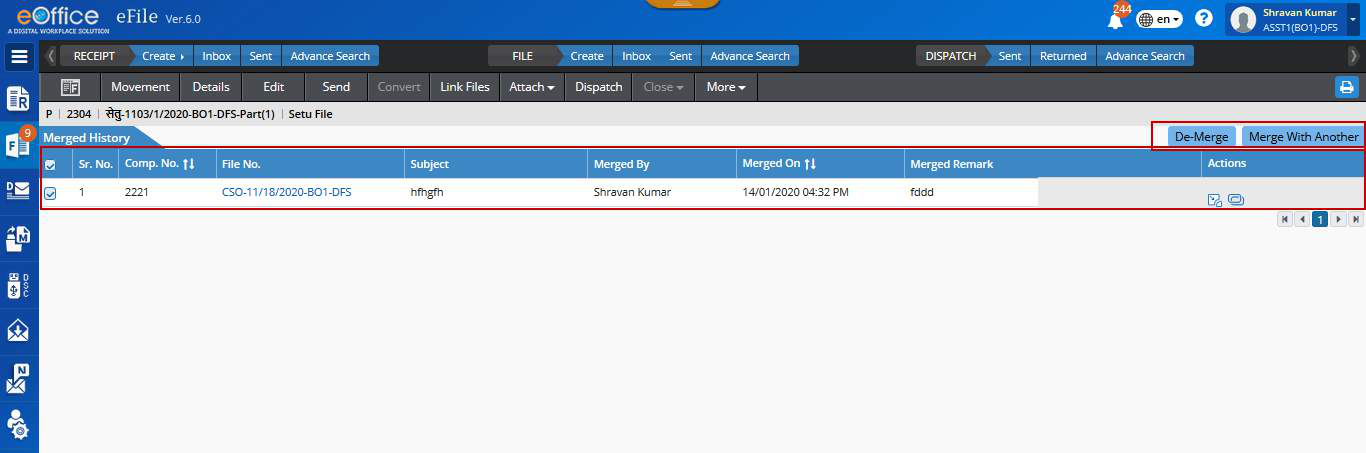 eOffice eFile Ver.6.0
A DIGITAL WORKPLACE SOLUTION
244
en
?
Shravan Kumar
ASST1(BO1)-DFS
RECEIPT Create Inbox Sent Advance Search
FILE Create Inbox Sent Advance Search
DISPATCH Sent Returned Advance Search
R
F
9
D
M
DSC
N
F Movement Details Edit Send Convert Link Files Attach Dispatch Close More
P | 2304 | सेतु-1103/1/2020-BO1-DFS-Part(1) | Setu File
Merged History
De-Merge Merge With Another
Sr. No. Comp. No. File No. Subject Merged By Merged On Merged Remark Actions
1 2221 CSO-11/18/2020-BO1-DFS hfhgfh Shravan Kumar 14/01/2020 04:32 PM fddd
1